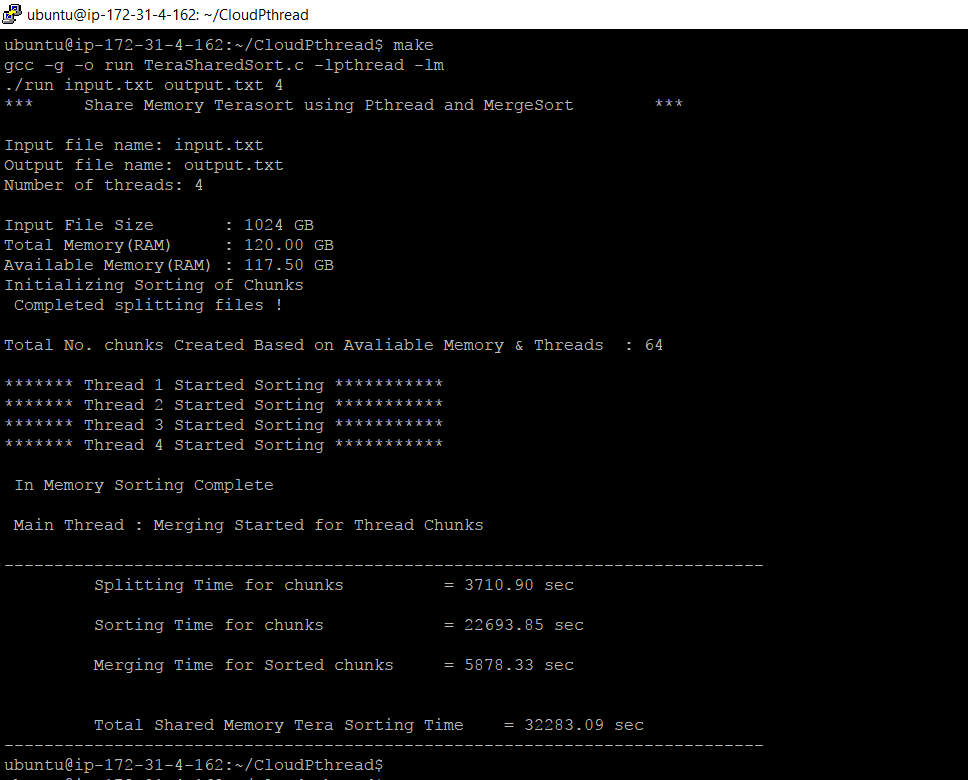 ubuntu@ip-172-31-4-162: ~/CloudPthread
ubuntu@ip-172-31-4-162:~/CloudPthread$ make
gcc -g -o run TeraSharedSort.c -lpthread -lm
./run input.txt output.txt 4
***     Share Memory Terasort using Pthread and MergeSort        ***
Input file name: input.txt
Output file name: output.txt
Number of threads: 4
Input File Size       : 1024 GB
Total Memory(RAM)     : 120.00 GB
Available Memory(RAM) : 117.50 GB
Initializing Sorting of Chunks
Completed splitting files !
Total No. chunks Created Based on Avaliable Memory & Threads  : 64
******* Thread 1 Started Sorting ***********
******* Thread 2 Started Sorting ***********
******* Thread 3 Started Sorting ***********
******* Thread 4 Started Sorting ***********
In Memory Sorting Complete
Main Thread : Merging Started for Thread Chunks
----------------------------------------------------------------------------
Splitting Time for chunks          = 3710.90 sec
Sorting Time for chunks            = 22693.85 sec
Merging Time for Sorted chunks     = 5878.33 sec
Total Shared Memory Tera Sorting Time    = 32283.09 sec
----------------------------------------------------------------------------
ubuntu@ip-172-31-4-162:~/CloudPthread$